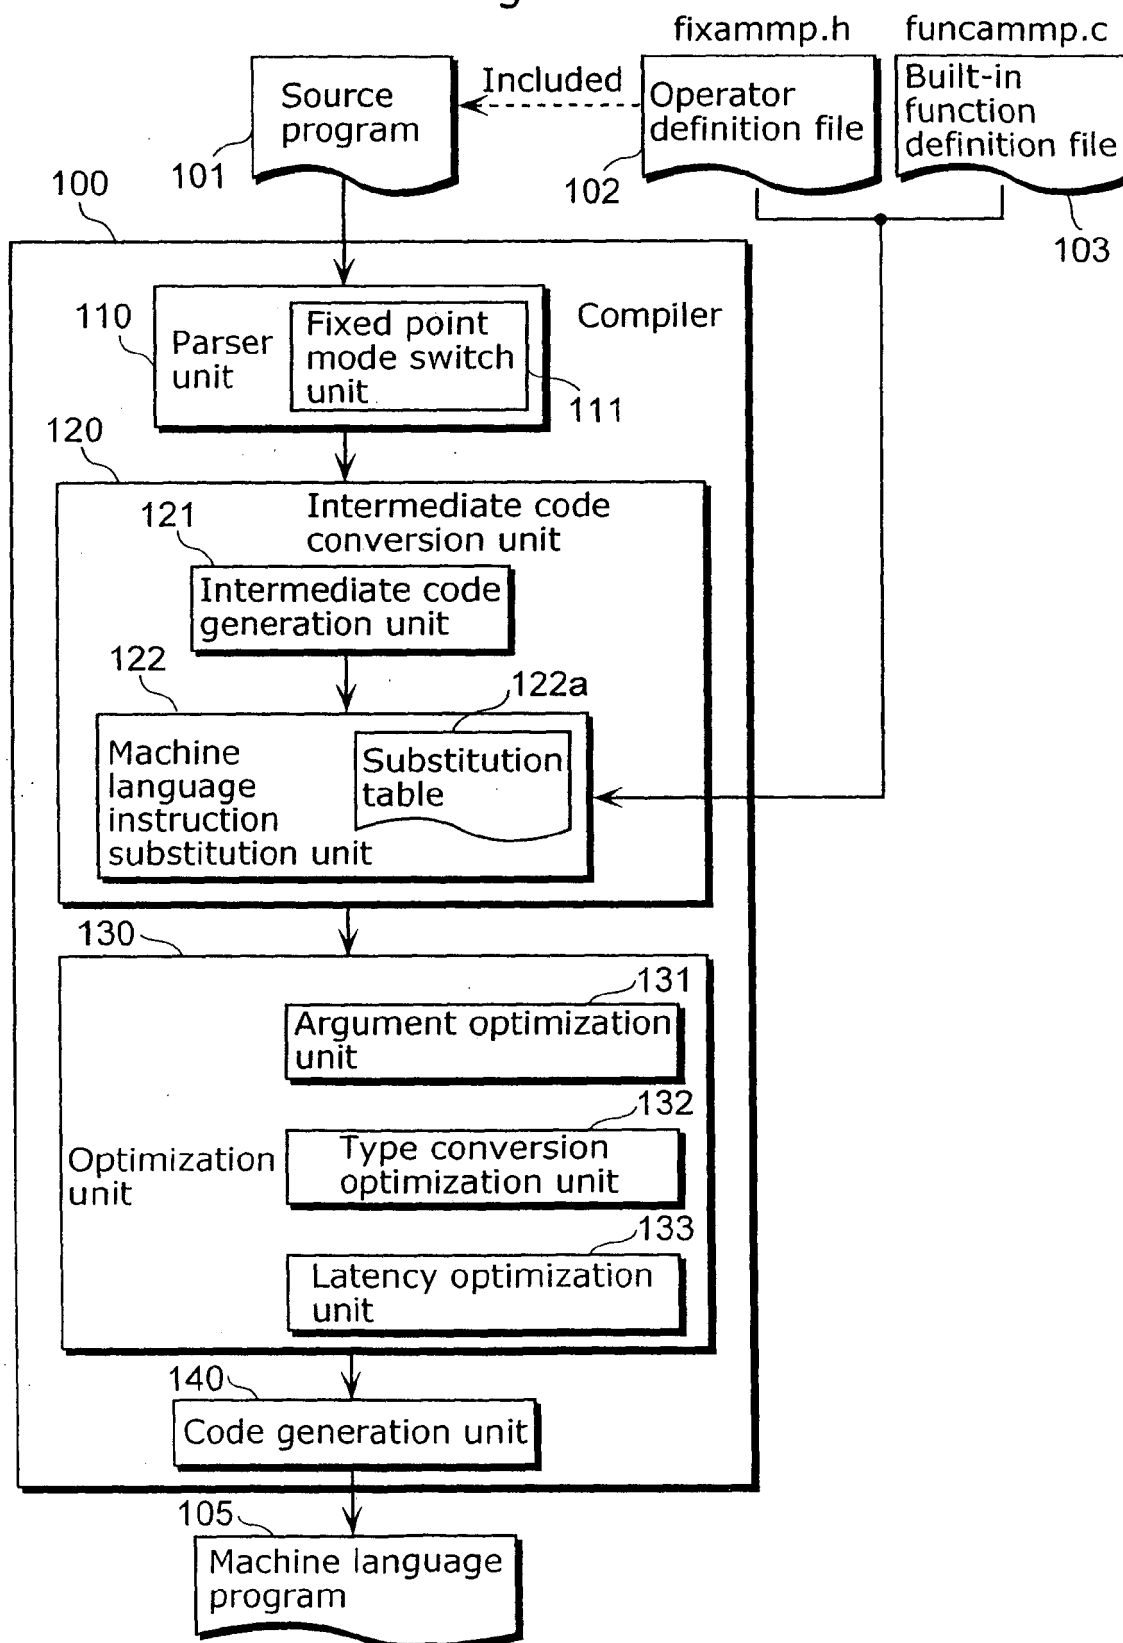 fixammp.h
funcammp.c
Source
program
Included
Operator
definition file
Built-in
function
definition file
101
102
103
100
Compiler
110
Parser
unit
Fixed point
mode switch
unit
111
120
Intermediate code
conversion unit
121
Intermediate code
generation unit
122
122a
Machine
language
instruction
substitution unit
Substitution
table
130
131
Argument optimization
unit
132
Type conversion
optimization unit
Optimization
unit
133
Latency optimization
unit
140
Code generation unit
105
Machine language
program